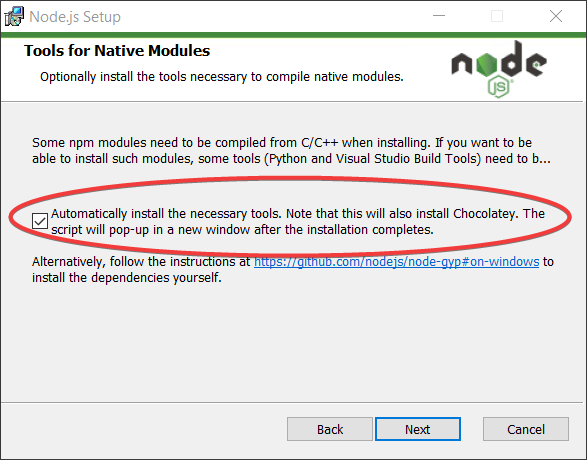 Node.js Setup
Tools for Native Modules
Optionally install the tools necessary to compile native modules.
node
JS
Some npm modules need to be compiled from C/C++ when installing. If you want to be
able to install such modules, some tools (Python and Visual Studio Build Tools) need to b...
Automatically install the necessary tools. Note that this will also install Chocolatey. The
script will pop-up in a new window after the installation completes.
Alternatively, follow the instructions at https://github.com/nodejs/node-gyp#on-windows to
install the dependencies yourself.
Back
Next
Cancel